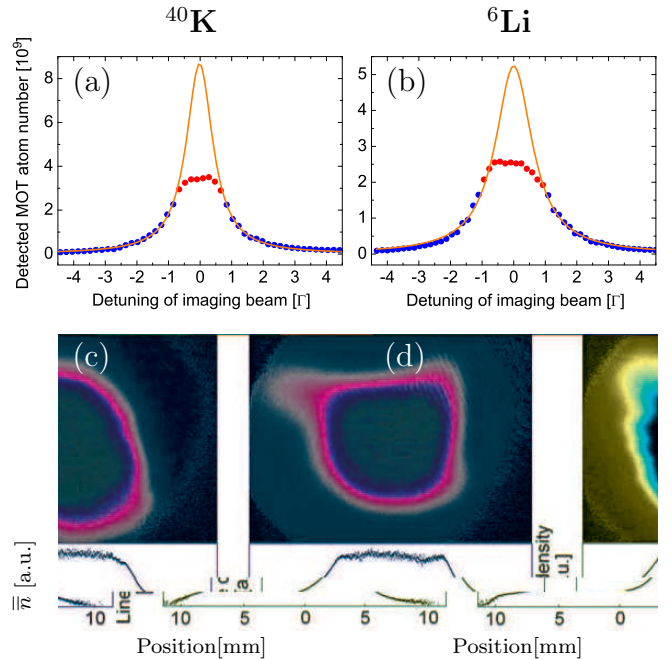 ⁴⁰K
⁶Li
Detected MOT atom number [10⁹]
(a)
8
6
4
2
0
-4 -3 -2 -1 0 1 2 3 4
Detuning of imaging beam [Γ]
(b)
5
4
3
2
1
0
-4 -3 -2 -1 0 1 2 3 4
Detuning of imaging beam [Γ]
(c)
(d)
n [a.u.]
Line
10
10 5 0 5 10
10 5 0
Position[mm]
Position[mm]